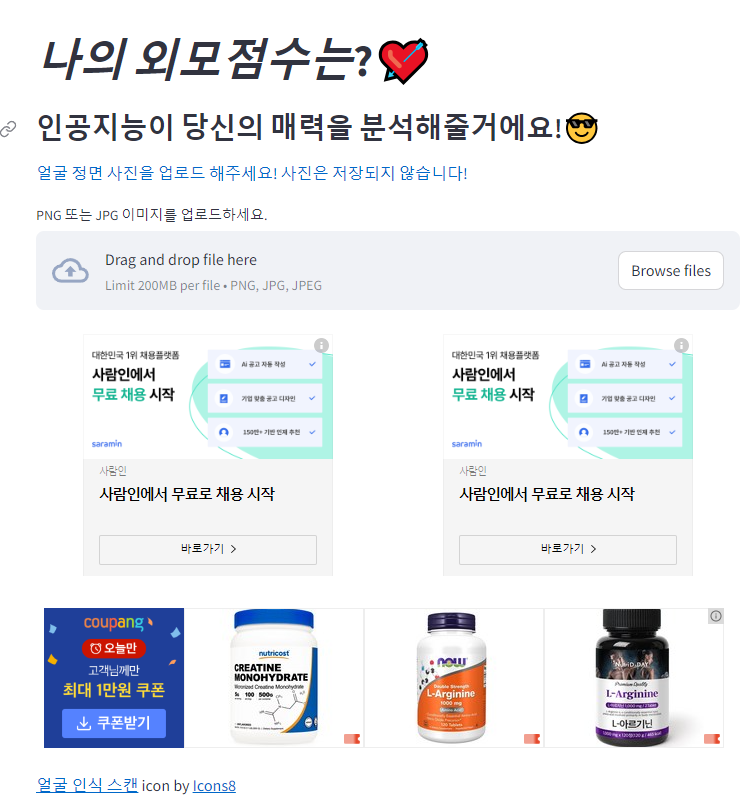 나의 외모점수는?
인공지능이 당신의 매력을 분석해줄거에요!
얼굴 정면 사진을 업로드 해주세요! 사진은 저장되지 않습니다!
PNG 또는 JPG 이미지를 업로드하세요.
Drag and drop file here
Limit 200MB per file • PNG, JPG, JPEG
Browse files
대한민국 1위 채용플랫폼
사람인에서
무료 채용 시작
Ai 공고 자동 작성
기업 맞춤 공고 디자인
150만+ 기반 인재 추천
saramin
사람인
사람인에서 무료로 채용 시작
바로가기
대한민국 1위 채용플랫폼
사람인에서
무료 채용 시작
Ai 공고 자동 작성
기업 맞춤 공고 디자인
150만+ 기반 인재 추천
saramin
사람인
사람인에서 무료로 채용 시작
바로가기
coupang
오늘만
고객님께만
최대 1만원 쿠폰
쿠폰받기
nutricost
CREATINE
MONOHYDRATE
Micronized Creatine Monohydrate
5G 100 500G
now
Double Strength
L-Arginine
1000 mg
Premium Quality
L-Arginine
L-아르기닌
얼굴 인식 스캔 icon by Icons8